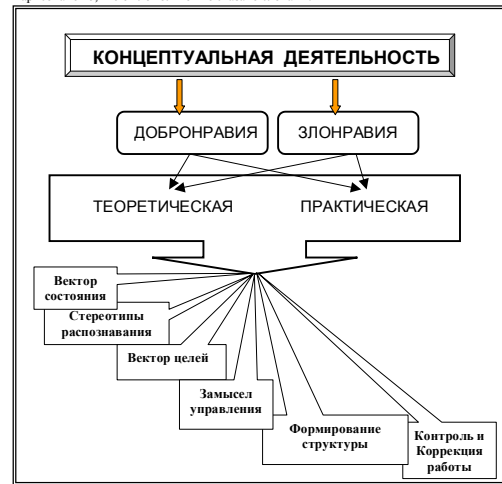 КОНЦЕПТУАЛЬНАЯ ДЕЯТЕЛЬНОСТЬ
ДОБРОНРАВИЯ
ЗЛОНРАВИЯ
ТЕОРЕТИЧЕСКАЯ
ПРАКТИЧЕСКАЯ
Вектор
состояния
Стереотипы
распознавания
Вектор целей
Замысел
управления
Формирование
структуры
Контроль и
Коррекция
работы